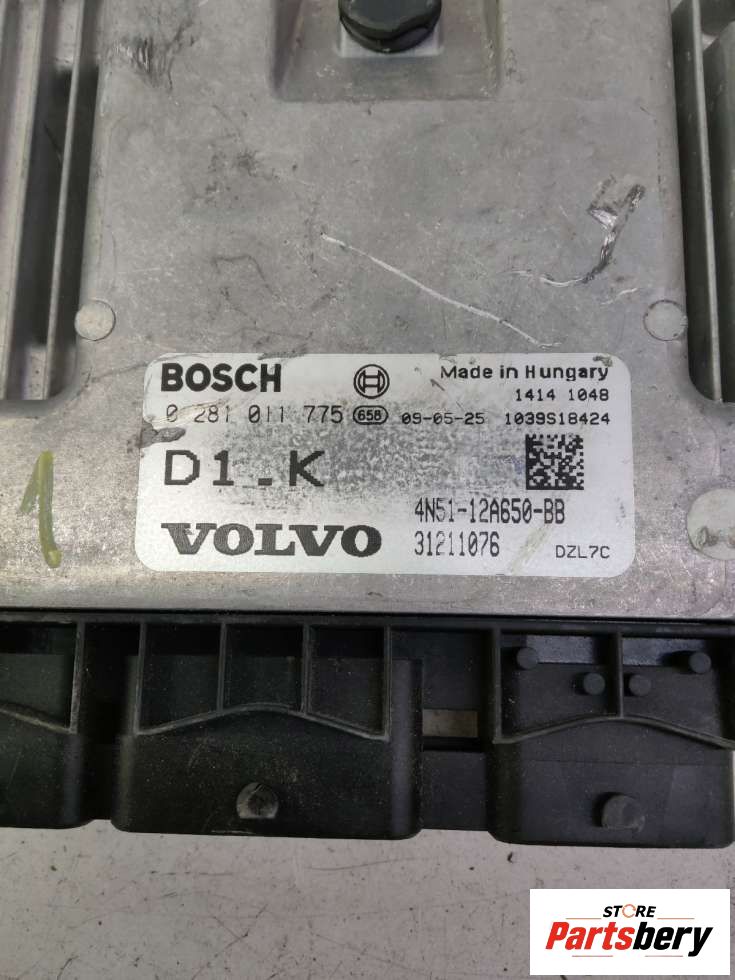 BOSCH Made in Hungary
1414 1048
0 281 011 775 658 09-05-25 1039S18424
D1.K
4N51-12A650-BB
VOLVO 31211076 DZL7C
STORE
Partsbery